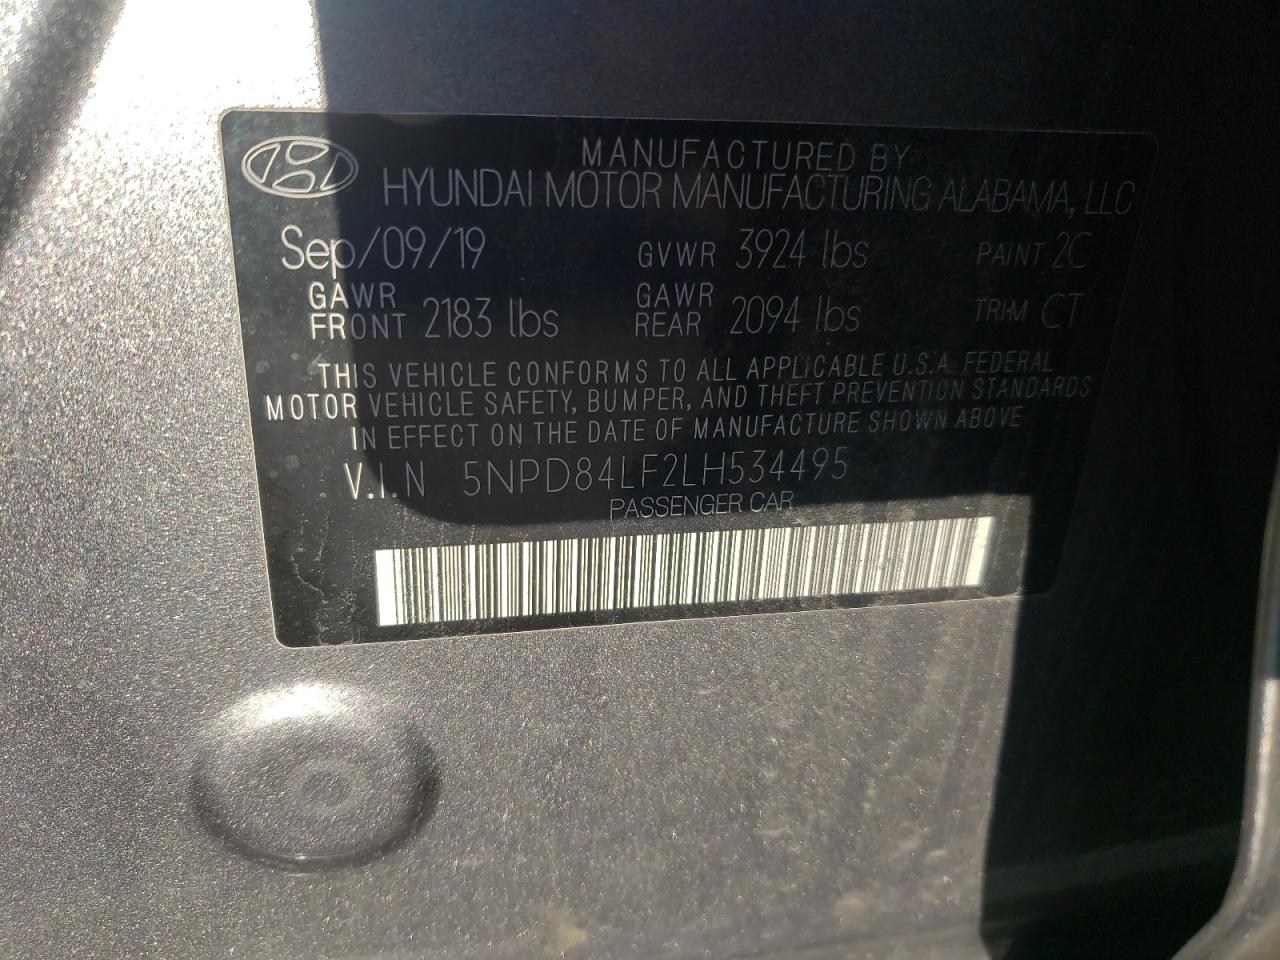 MANUFACTURED BY
HYUNDAI MOTOR MANUFACTURING ALABAMA, LLC
Sep/09/19 GVWR 3924 lbs PAINT 2C
GAWR FRONT 2183 lbs GAWR REAR 2094 lbs TRIM CT
THIS VEHICLE CONFORMS TO ALL APPLICABLE U.S.A. FEDERAL
MOTOR VEHICLE SAFETY, BUMPER, AND THEFT PREVENTION STANDARDS
IN EFFECT ON THE DATE OF MANUFACTURE SHOWN ABOVE
V.I.N 5NPD84LF2LH534495
PASSENGER CAR